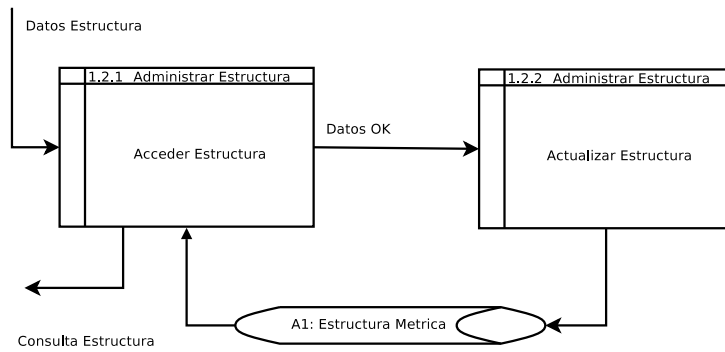 Datos Estructura
1.2.1 Administrar Estructura
1.2.2 Administrar Estructura
Datos OK
Acceder Estructura
Actualizar Estructura
A1: Estructura Metrica
Consulta Estructura